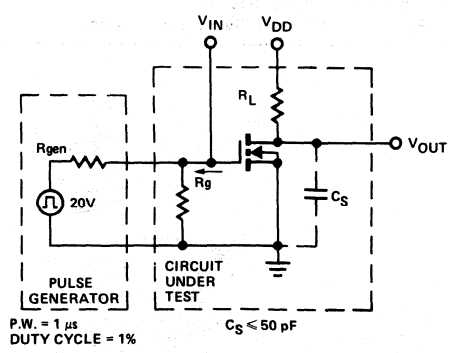 VIN
VDD
RL
Rgen
VOUT
Rg
20V
CS
PULSE
GENERATOR
CIRCUIT
UNDER
TEST
P.W. = 1 µs
DUTY CYCLE = 1%
CS ⩽ 50 pF